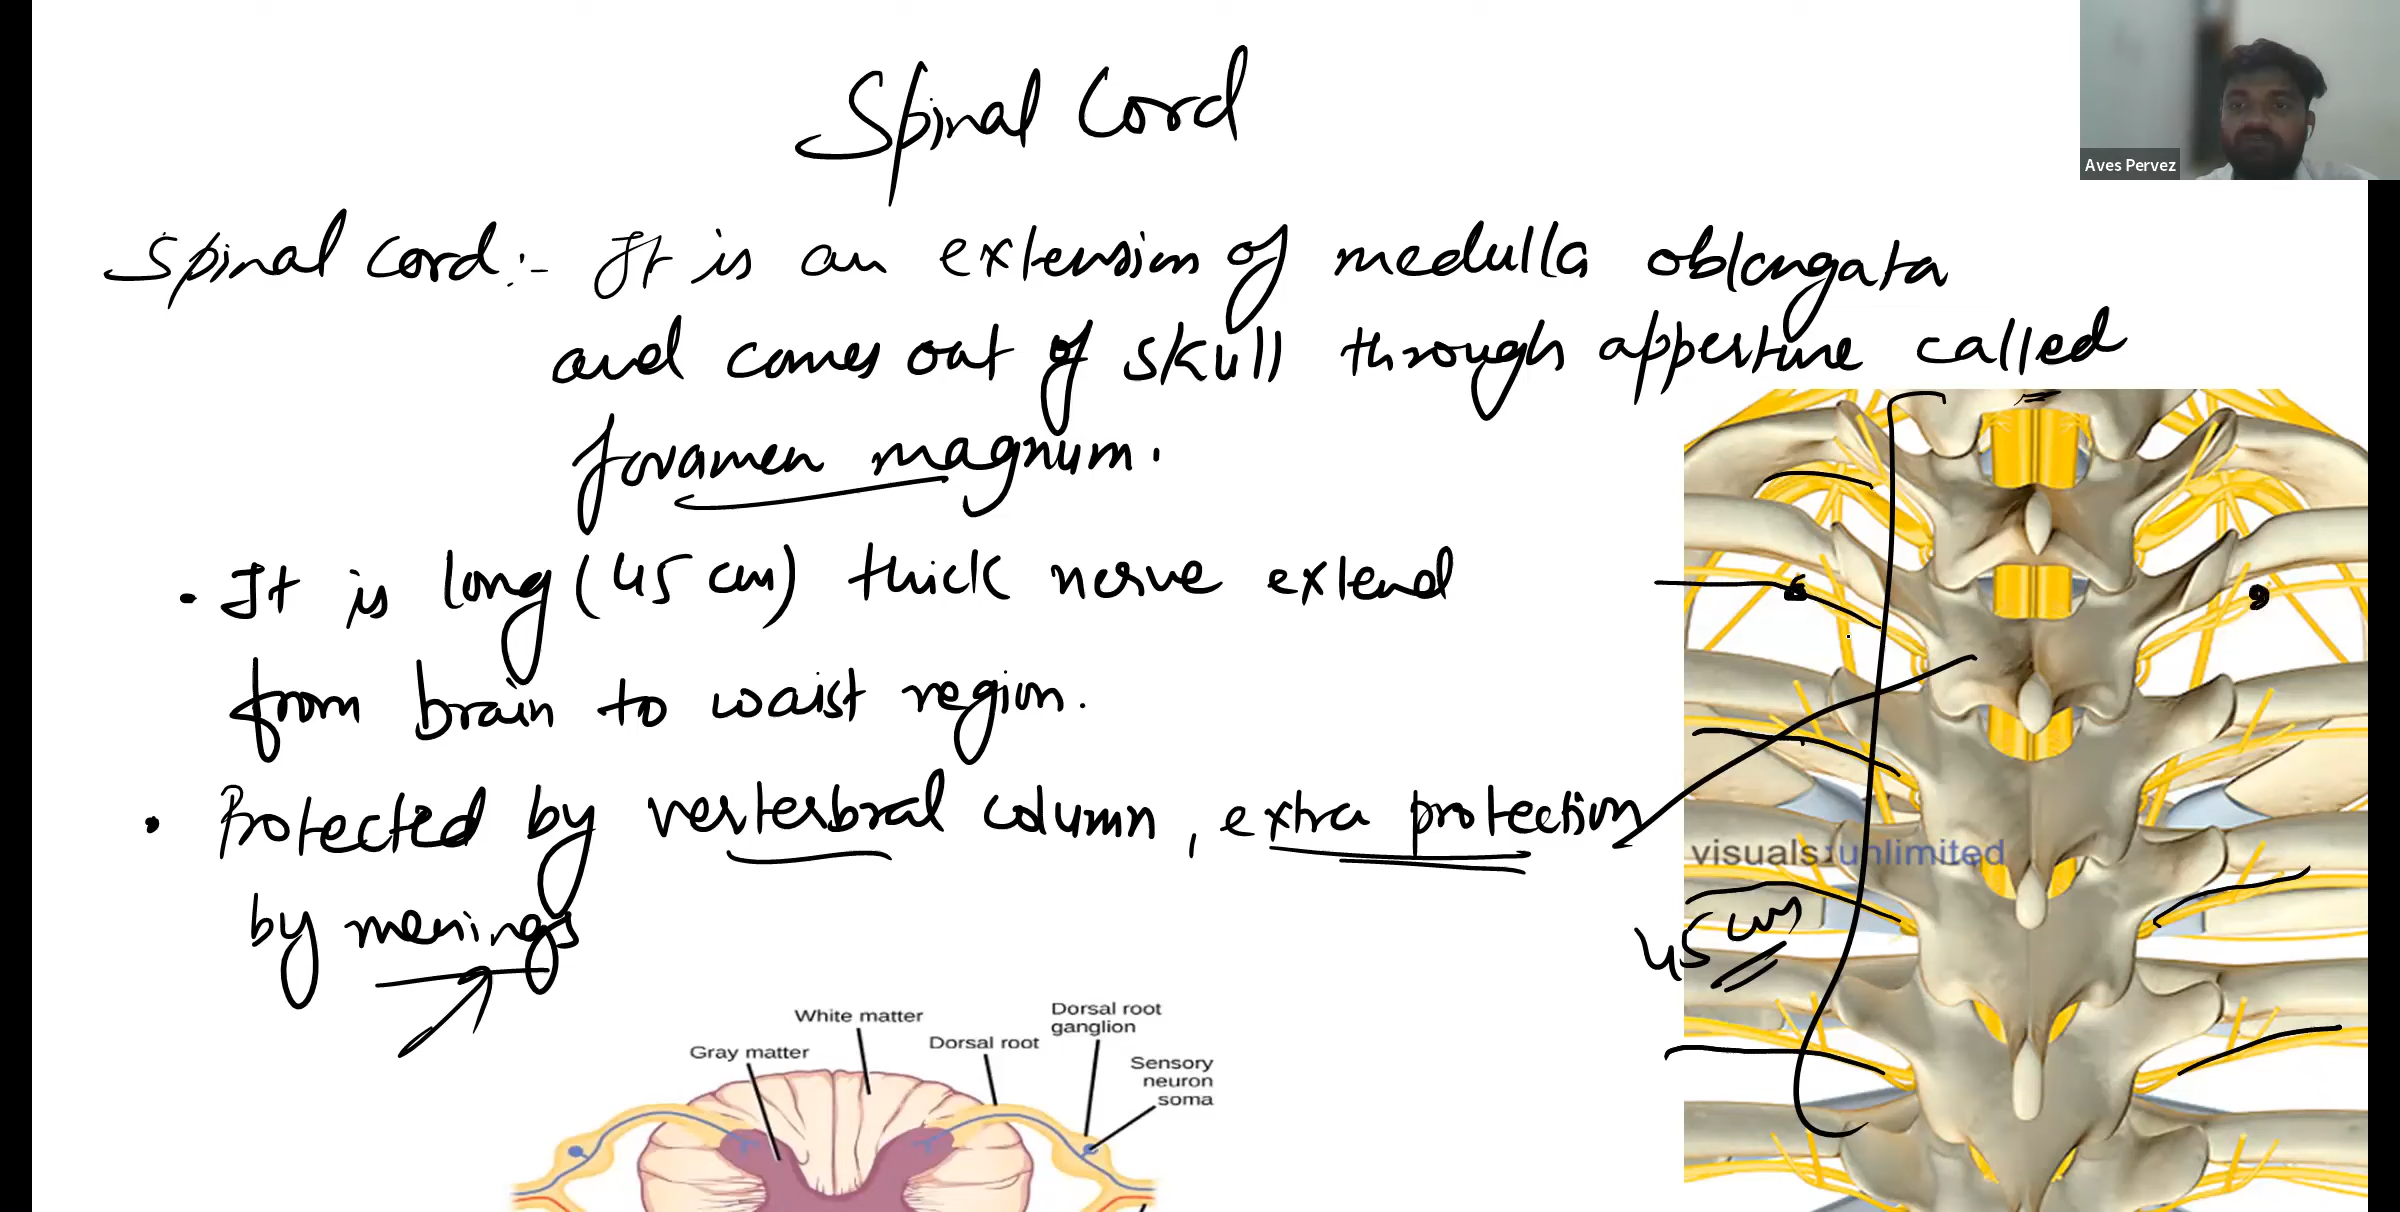 Spinal Cord
Aves Pervez
Spinal Cord:- It is an extension of medulla oblongata
and comes out of skull through apperture called
foramen magnum.
• It is long (45 cm) thick nerve extend
from brain to waist region.
• Protected by verterbral column, extra protection
by menings
visuals unlimited
45 cm
White matter
Gray matter
Dorsal root
Dorsal root
ganglion
Sensory
neuron
soma